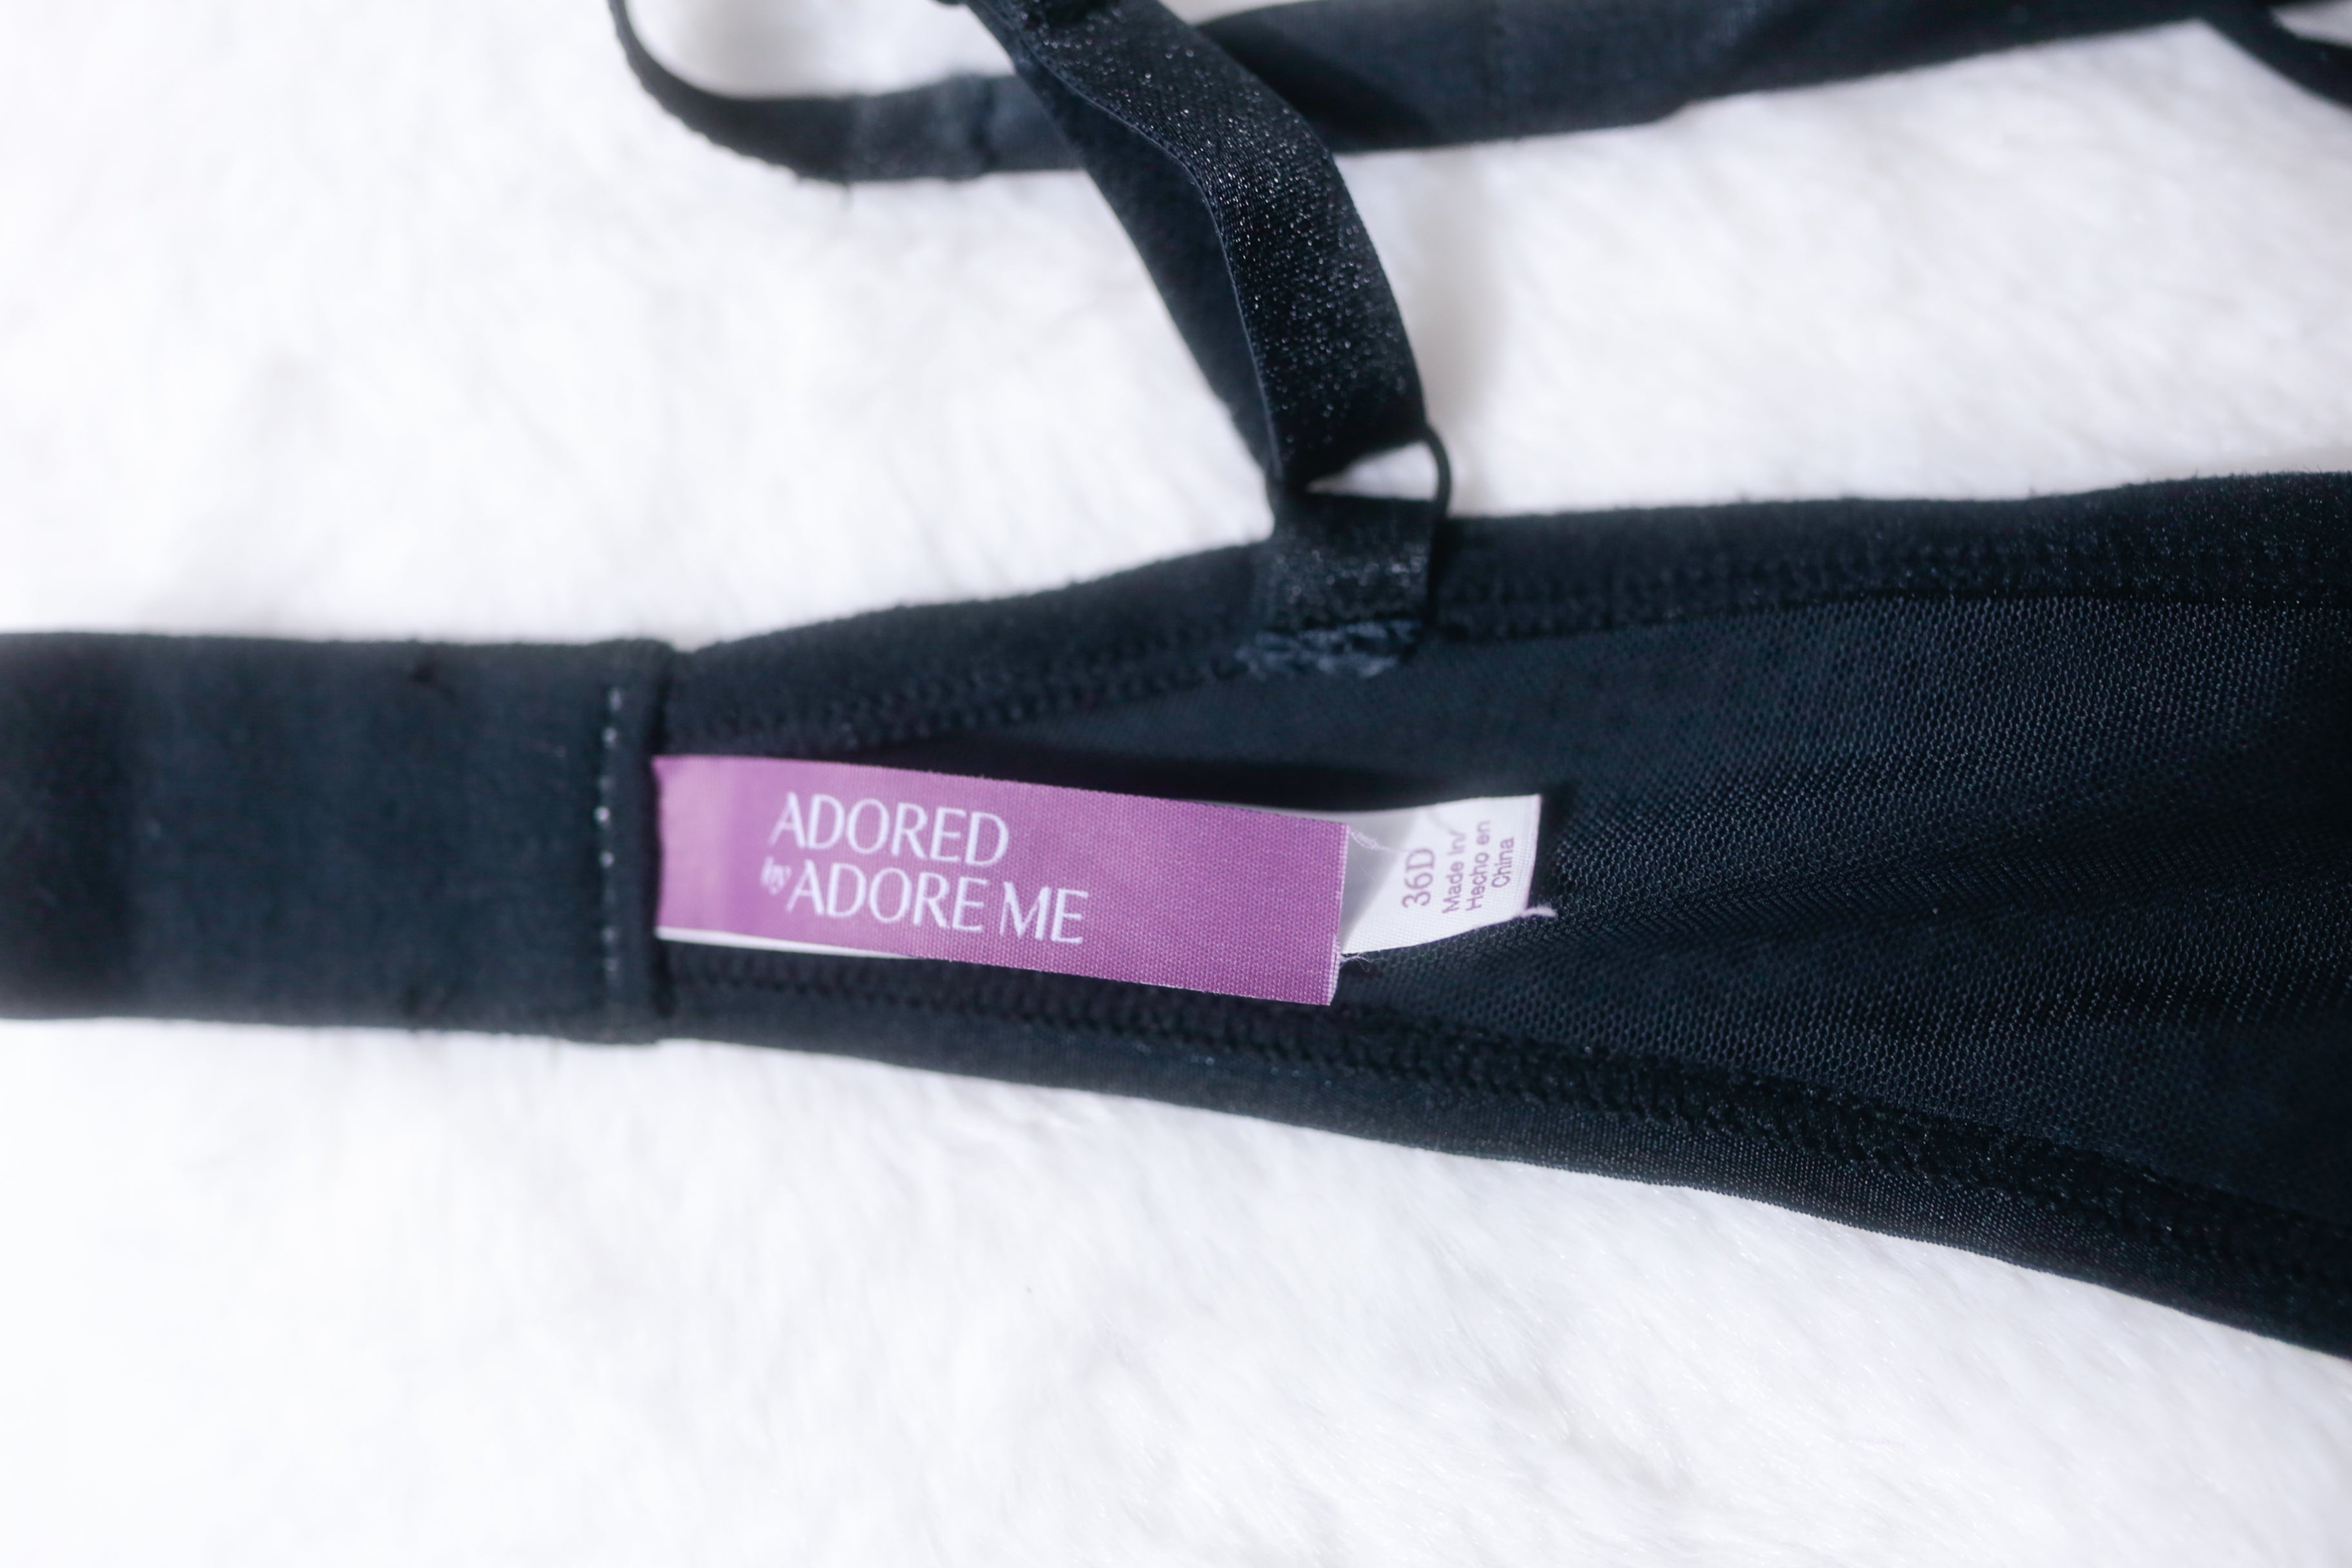 ADORED
by ADORE ME
36D
Made in/
Hecho en
China